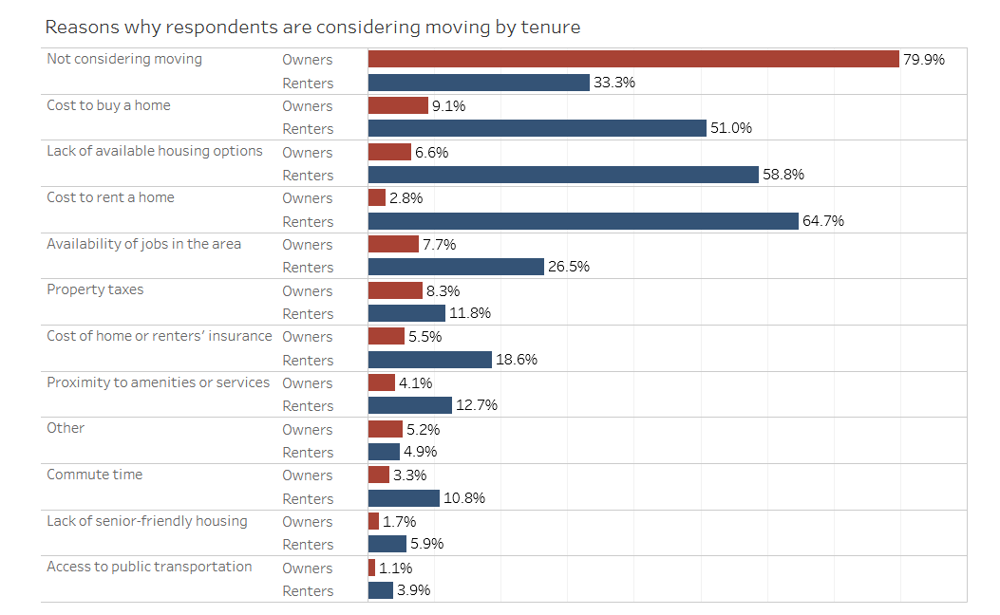 Reasons why respondents are considering moving by tenure
Not considering moving Owners 79.9%
Renters 33.3%
Cost to buy a home Owners 9.1%
Renters 51.0%
Lack of available housing options Owners 6.6%
Renters 58.8%
Cost to rent a home Owners 2.8%
Renters 64.7%
Availability of jobs in the area Owners 7.7%
Renters 26.5%
Property taxes Owners 8.3%
Renters 11.8%
Cost of home or renters’ insurance Owners 5.5%
Renters 18.6%
Proximity to amenities or services Owners 4.1%
Renters 12.7%
Other Owners 5.2%
Renters 4.9%
Commute time Owners 3.3%
Renters 10.8%
Lack of senior-friendly housing Owners 1.7%
Renters 5.9%
Access to public transportation Owners 1.1%
Renters 3.9%